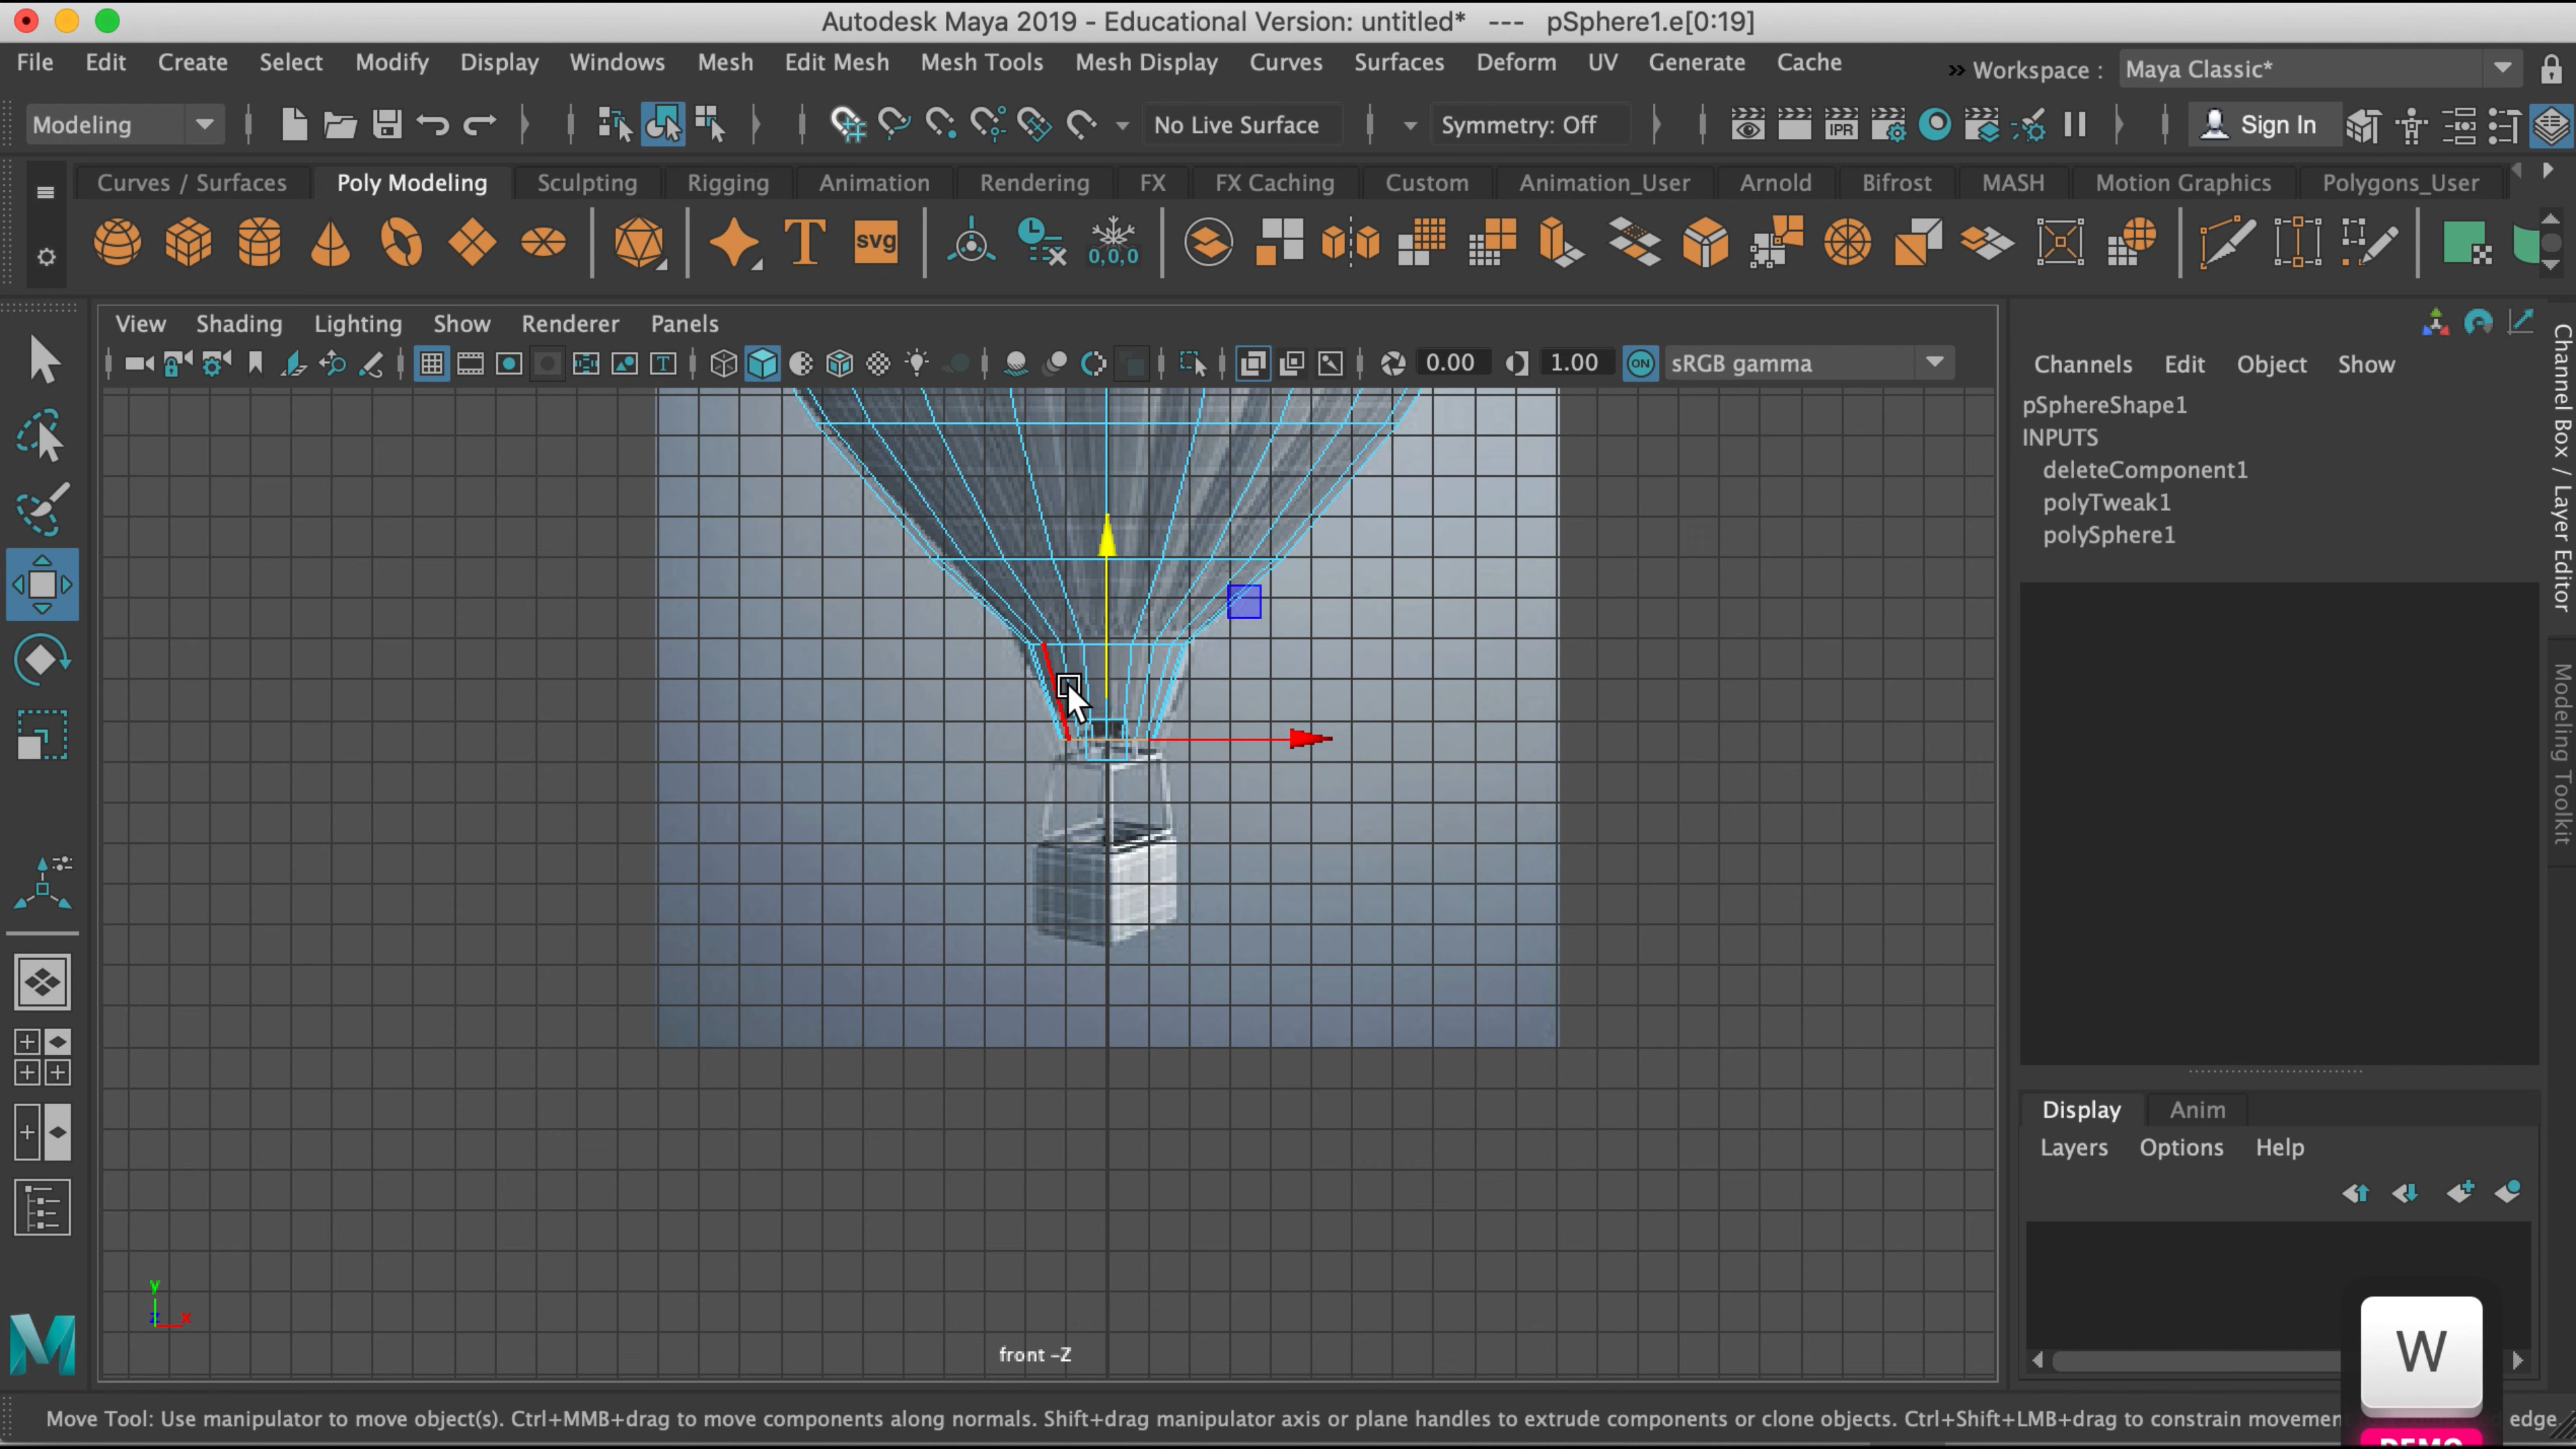 Autodesk Maya 2019 - Educational Version: untitled* --- pSphere1.e[0:19]
File Edit Create Select Modify Display Windows Mesh Edit Mesh Mesh Tools Mesh Display Curves Surfaces Deform UV Generate Cache » Workspace : Maya Classic*
Modeling No Live Surface Symmetry: Off IPR Sign In
Curves / Surfaces Poly Modeling Sculpting Rigging Animation Rendering FX FX Caching Custom Animation_User Arnold Bifrost MASH Motion Graphics Polygons_User
T svg 0,0,0
View Shading Lighting Show Renderer Panels
T 0.00 1.00 ON sRGB gamma
Channels Edit Object Show
pSphereShape1
INPUTS
deleteComponent1
polyTweak1
polySphere1
Channel Box / Layer Editor
Modeling Toolkit
Display Anim
Layers Options Help
y
z x
front -Z
W
Move Tool: Use manipulator to move object(s). Ctrl+MMB+drag to move components along normals. Shift+drag manipulator axis or plane handles to extrude components or clone objects. Ctrl+Shift+LMB+drag to constrain movemen edge
DEMO